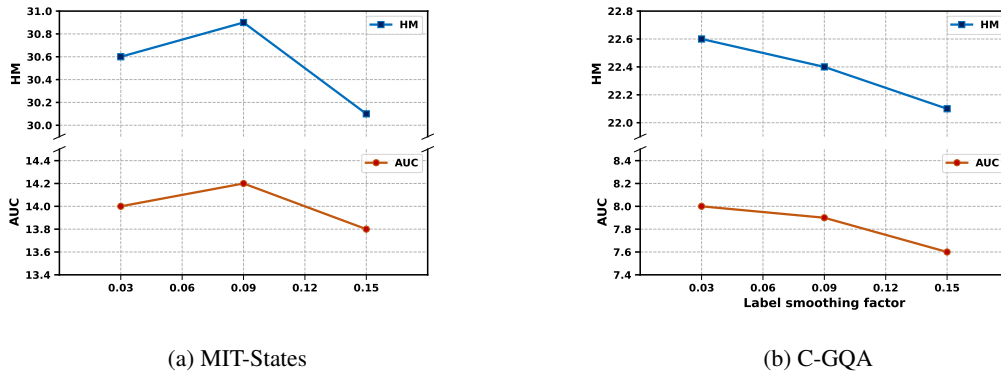 31.0
30.6
30.2
30.0
HM
HM
14.4
14.2
14.0
13.8
13.6
13.4
AUC
AUC
0.03 0.06 0.09 0.12 0.15
(a) MIT-States
22.8
22.6
22.4
22.2
22.0
HM
HM
8.4
8.2
8.0
7.8
7.6
7.4
AUC
AUC
0.03 0.06 0.09 0.12 0.15
Label smoothing factor
(b) C-GQA